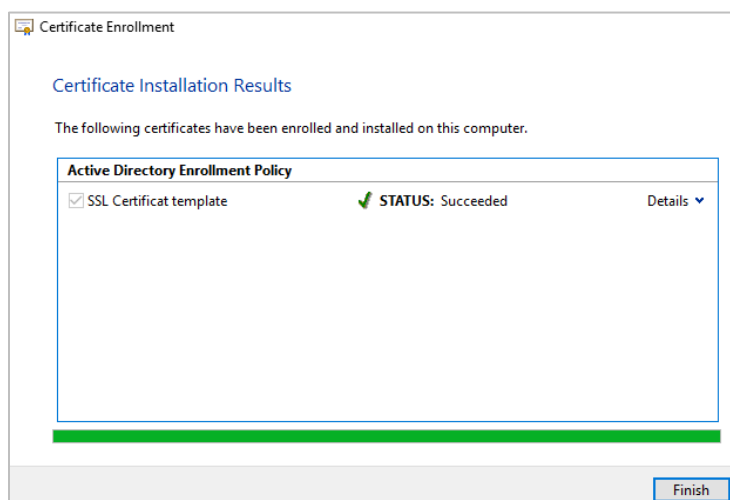 Certificate Enrollment
Certificate Installation Results
The following certificates have been enrolled and installed on this computer.
Active Directory Enrollment Policy
SSL Certificat template STATUS: Succeeded Details
Finish